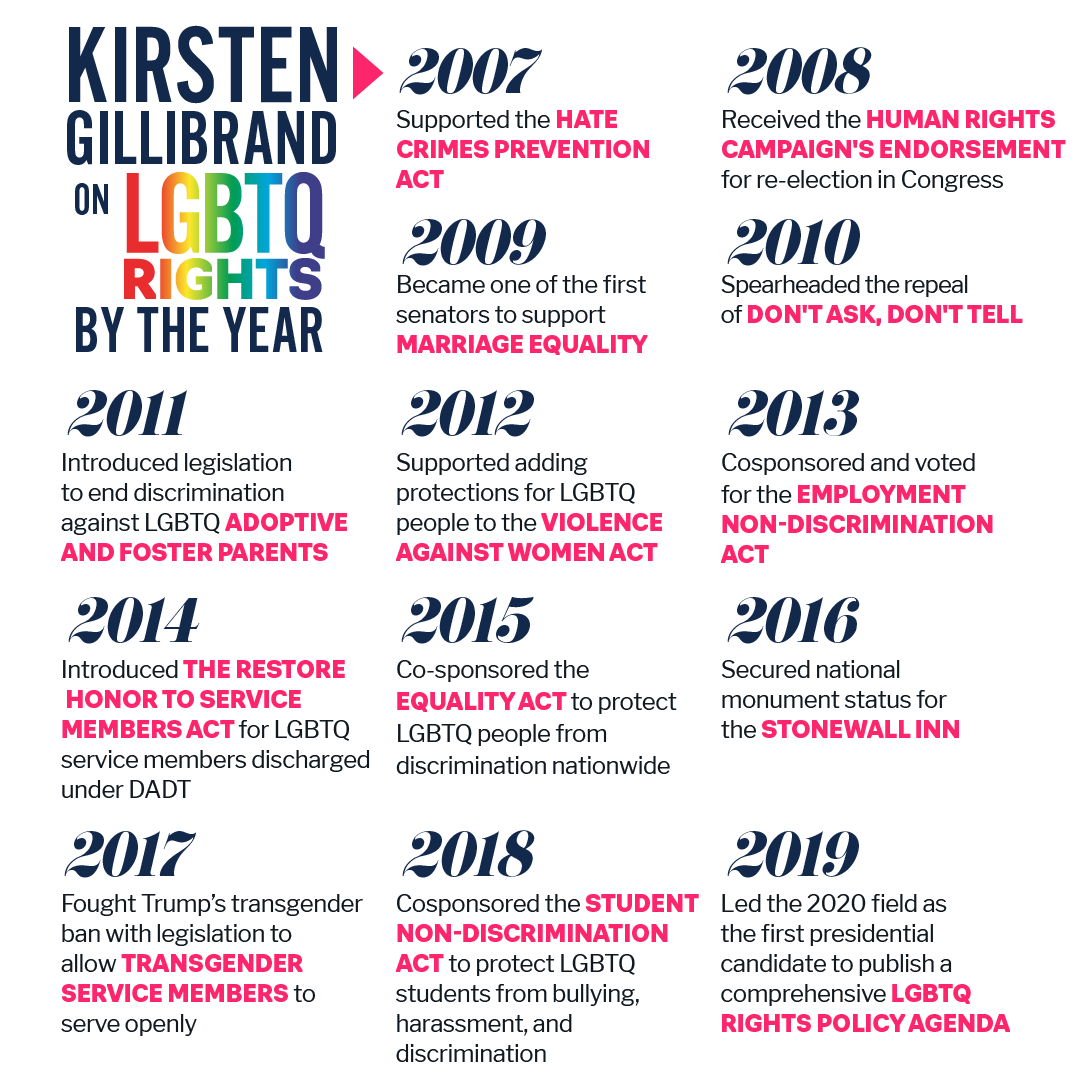 KIRSTEN
GILLIBRAND
ON LGBTQ
RIGHTS
BY THE YEAR
2007
Supported the HATE
CRIMES PREVENTION
ACT
2008
Received the HUMAN RIGHTS
CAMPAIGN'S ENDORSEMENT
for re-election in Congress
2009
Became one of the first
senators to support
MARRIAGE EQUALITY
2010
Spearheaded the repeal
of DON'T ASK, DON'T TELL
2011
Introduced legislation
to end discrimination
against LGBTQ ADOPTIVE
AND FOSTER PARENTS
2012
Supported adding
protections for LGBTQ
people to the VIOLENCE
AGAINST WOMEN ACT
2013
Cosponsored and voted
for the EMPLOYMENT
NON-DISCRIMINATION
ACT
2014
Introduced THE RESTORE
HONOR TO SERVICE
MEMBERS ACT for LGBTQ
service members discharged
under DADT
2015
Co-sponsored the
EQUALITY ACT to protect
LGBTQ people from
discrimination nationwide
2016
Secured national
monument status for
the STONEWALL INN
2017
Fought Trump’s transgender
ban with legislation to
allow TRANSGENDER
SERVICE MEMBERS to
serve openly
2018
Cosponsored the STUDENT
NON-DISCRIMINATION
ACT to protect LGBTQ
students from bullying,
harassment, and
discrimination
2019
Led the 2020 field as
the first presidential
candidate to publish a
comprehensive LGBTQ
RIGHTS POLICY AGENDA